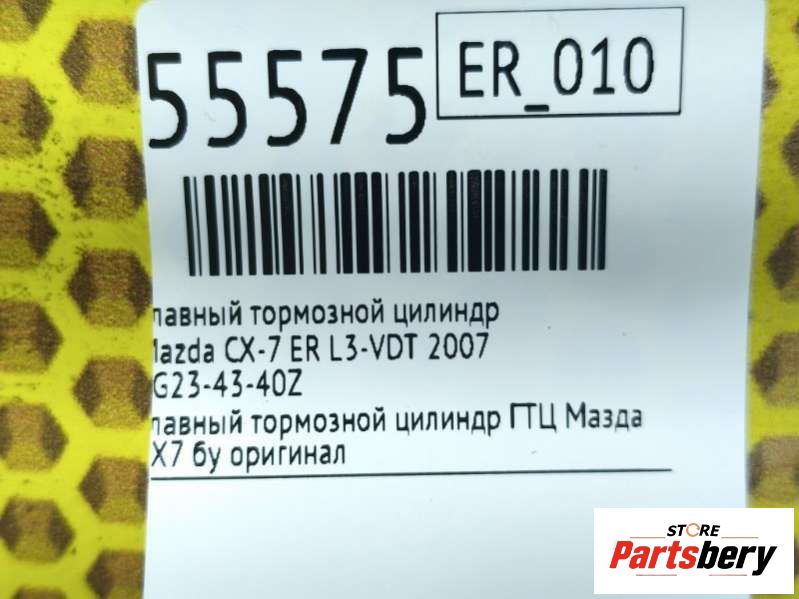 55575
ER_010
лавный тормозной цилиндр
Mazda CX-7 ER L3-VDT 2007
G23-43-40Z
лавный тормозной цилиндр ГТЦ Мазда
X7 бу оригинал
STORE
Partsbery